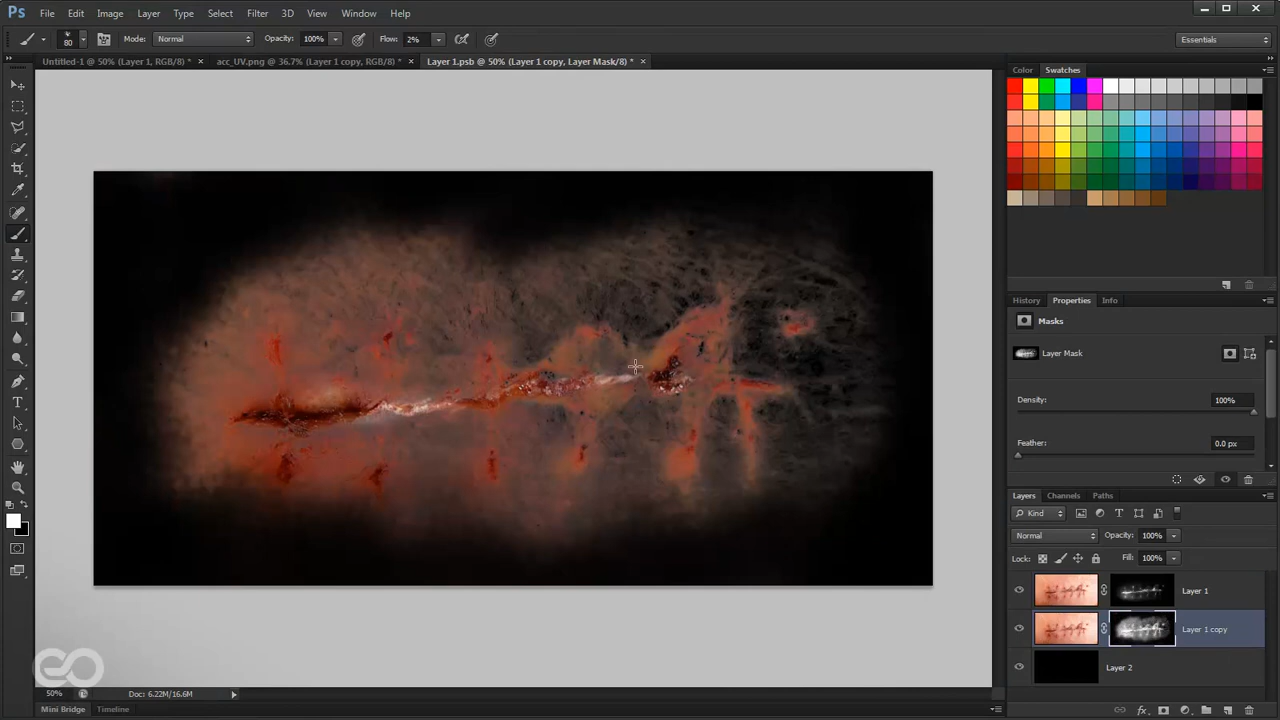 Ps File Edit Image Layer Type Select Filter 3D View Window Help
80 Mode: Normal Opacity: 100% Flow: 2% Essentials
Untitled-1 @ 50% (Layer 1, RGB/8) * × acc_UV.png @ 36.7% (Layer 1 copy, RGB/8) * × Layer 1.psb @ 50% (Layer 1 copy, Layer Mask/8) * ×
Color Swatches
History Properties Info
Masks
Layer Mask
Density: 100%
Feather: 0.0 px
Layers Channels Paths
Kind
Normal Opacity: 100%
Lock: Fill: 100%
Layer 1
Layer 1 copy
Layer 2
eo
50% Doc: 6.22M/16.6M
Mini Bridge Timeline